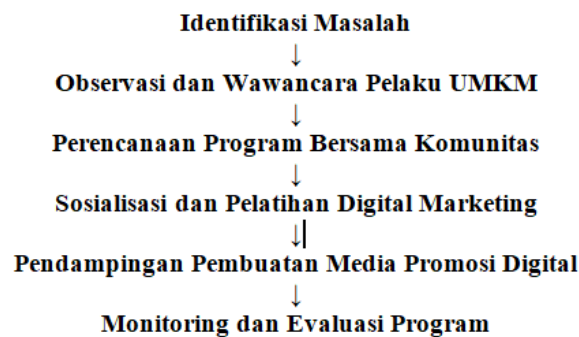 Identifikasi Masalah
↓
Observasi dan Wawancara Pelaku UMKM
↓
Perencanaan Program Bersama Komunitas
↓
Sosialisasi dan Pelatihan Digital Marketing
↓
Pendampingan Pembuatan Media Promosi Digital
↓
Monitoring dan Evaluasi Program